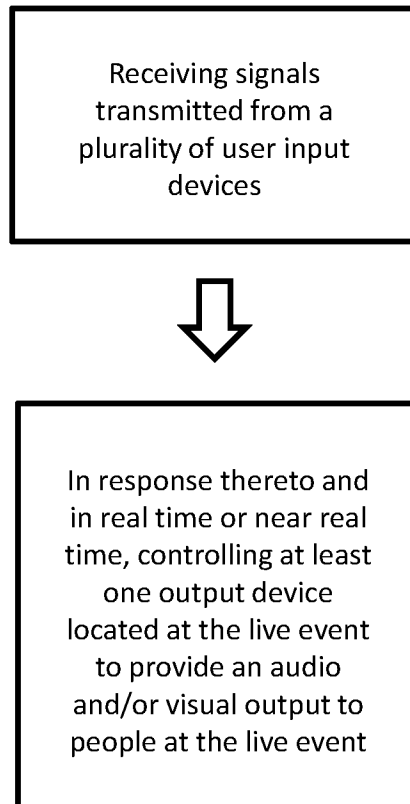 Receiving signals
transmitted from a
plurality of user input
devices
In response thereto and
in real time or near real
time, controlling at least
one output device
located at the live event
to provide an audio
and/or visual output to
people at the live event